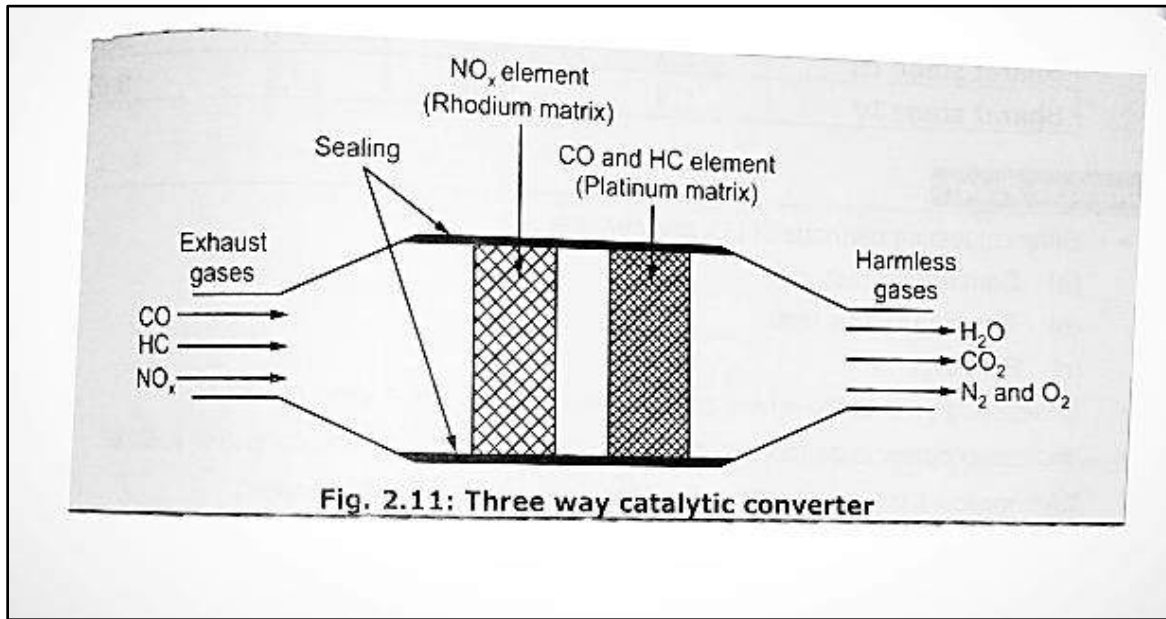 NOₓ element
(Rhodium matrix)
Sealing
CO and HC element
(Platinum matrix)
Exhaust
gases
CO
HC
NOₓ
Harmless
gases
H₂O
CO₂
N₂ and O₂
Fig. 2.11: Three way catalytic converter